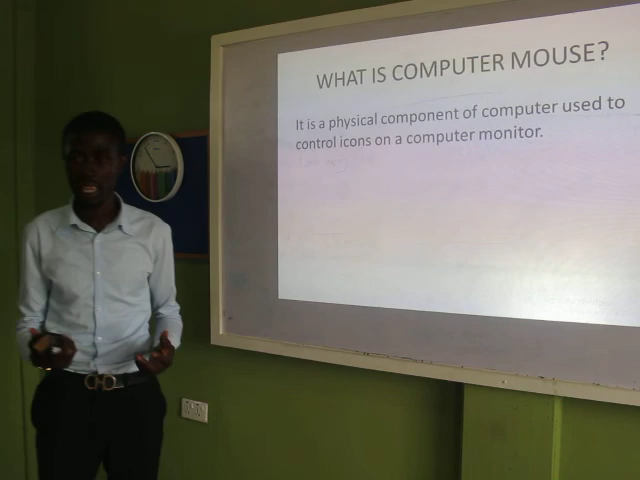 WHAT IS COMPUTER MOUSE?
It is a physical component of computer used to
control icons on a computer monitor.